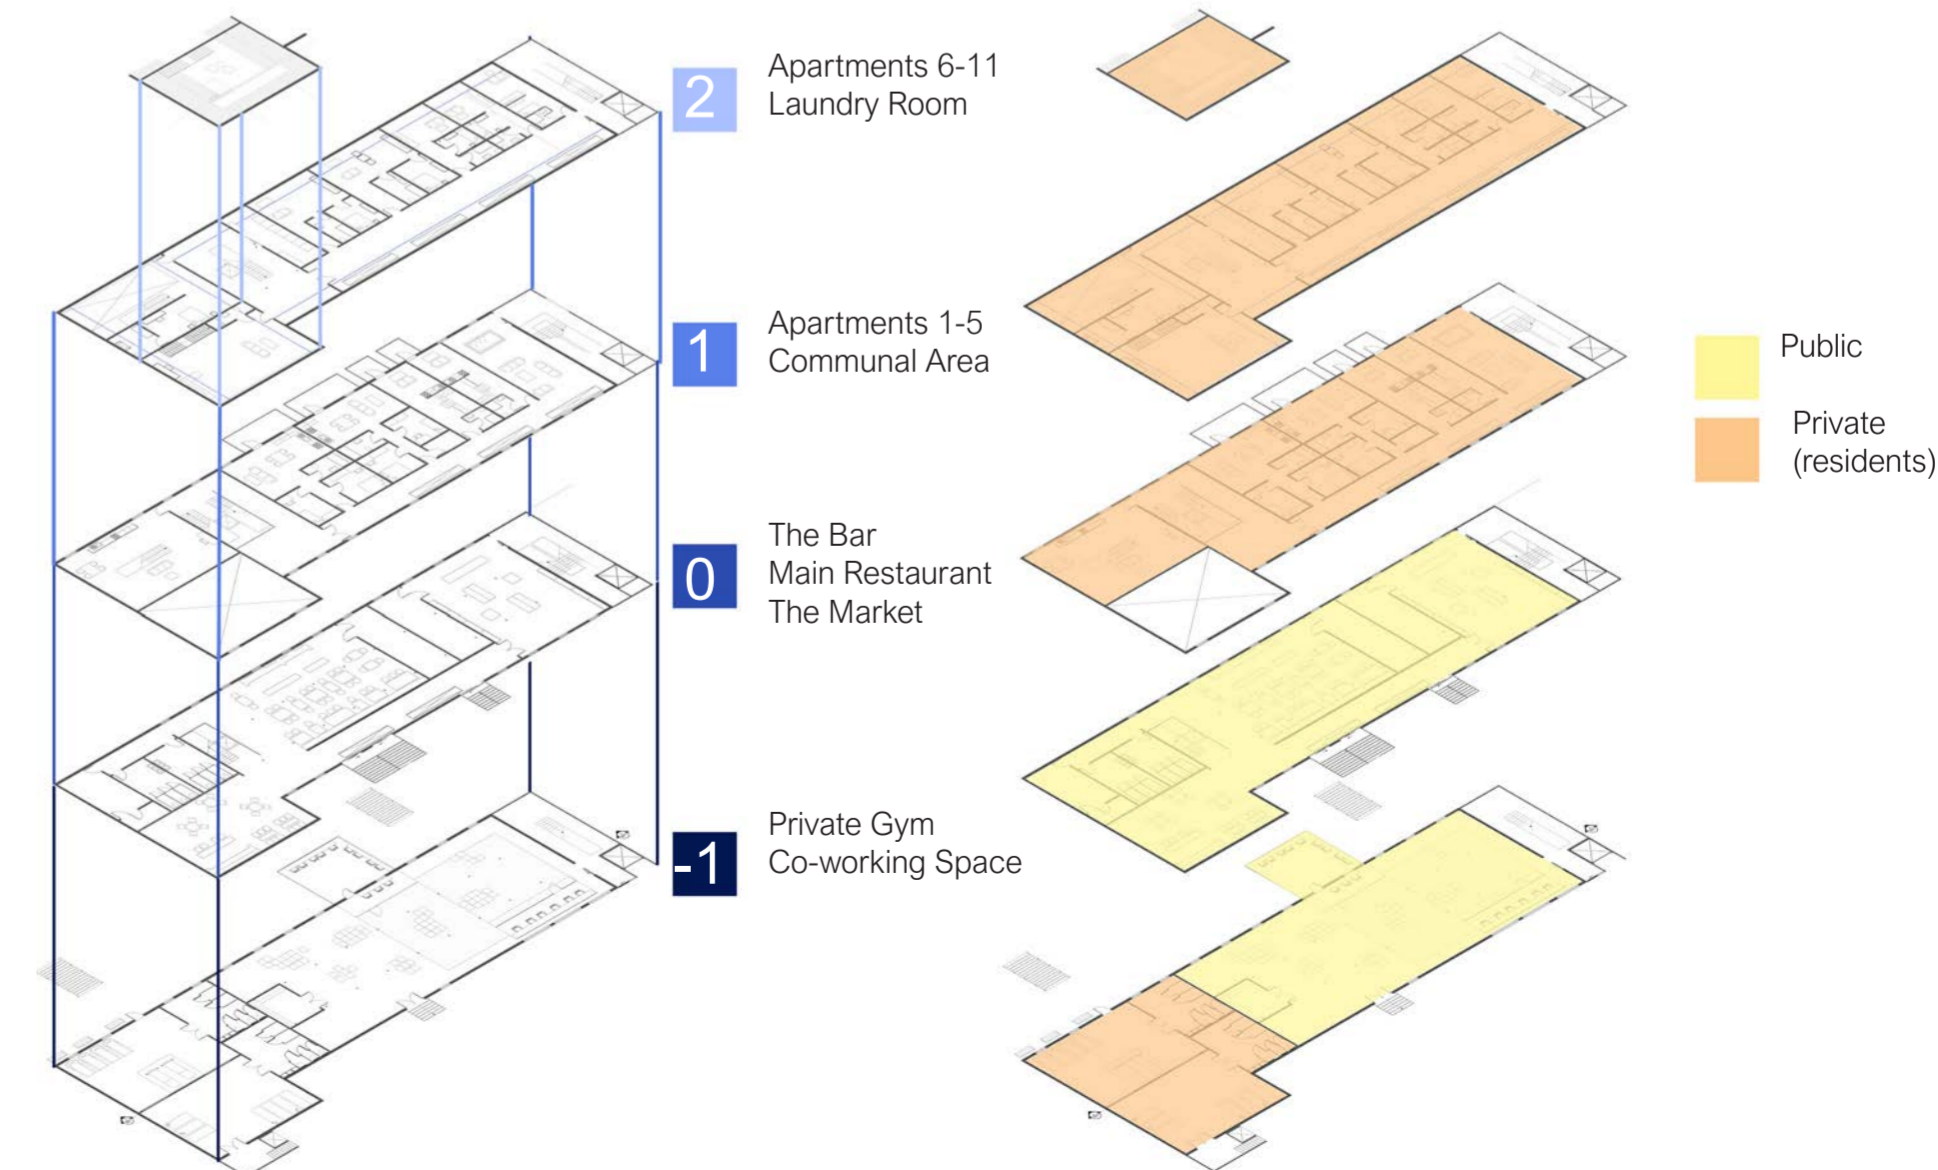 2
Apartments 6-11
Laundry Room
1
Apartments 1-5
Communal Area
0
The Bar
Main Restaurant
The Market
-1
Private Gym
Co-working Space
Public
Private
(residents)